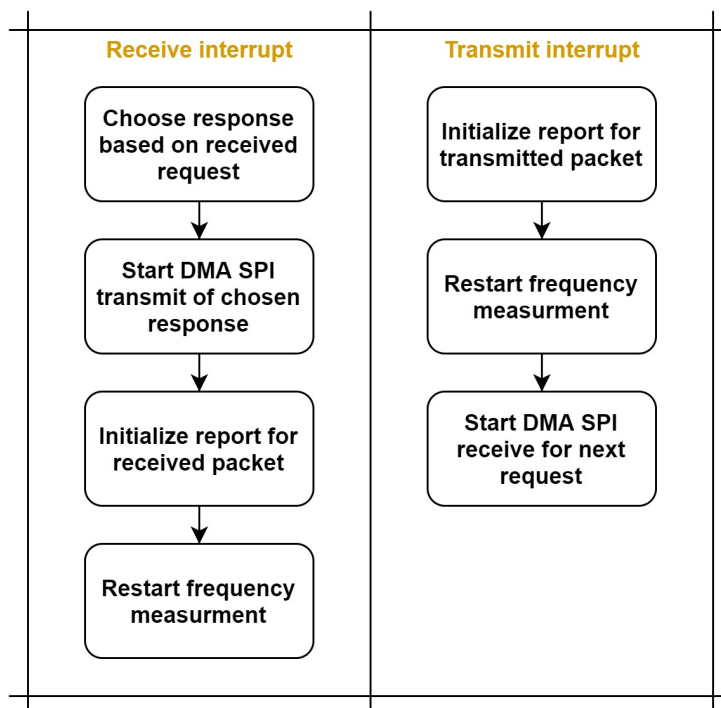 Receive interrupt
Choose response
based on received
request
Start DMA SPI
transmit of chosen
response
Initialize report for
received packet
Restart frequency
measurment
Transmit interrupt
Initialize report for
transmitted packet
Restart frequency
measurment
Start DMA SPI
receive for next
request